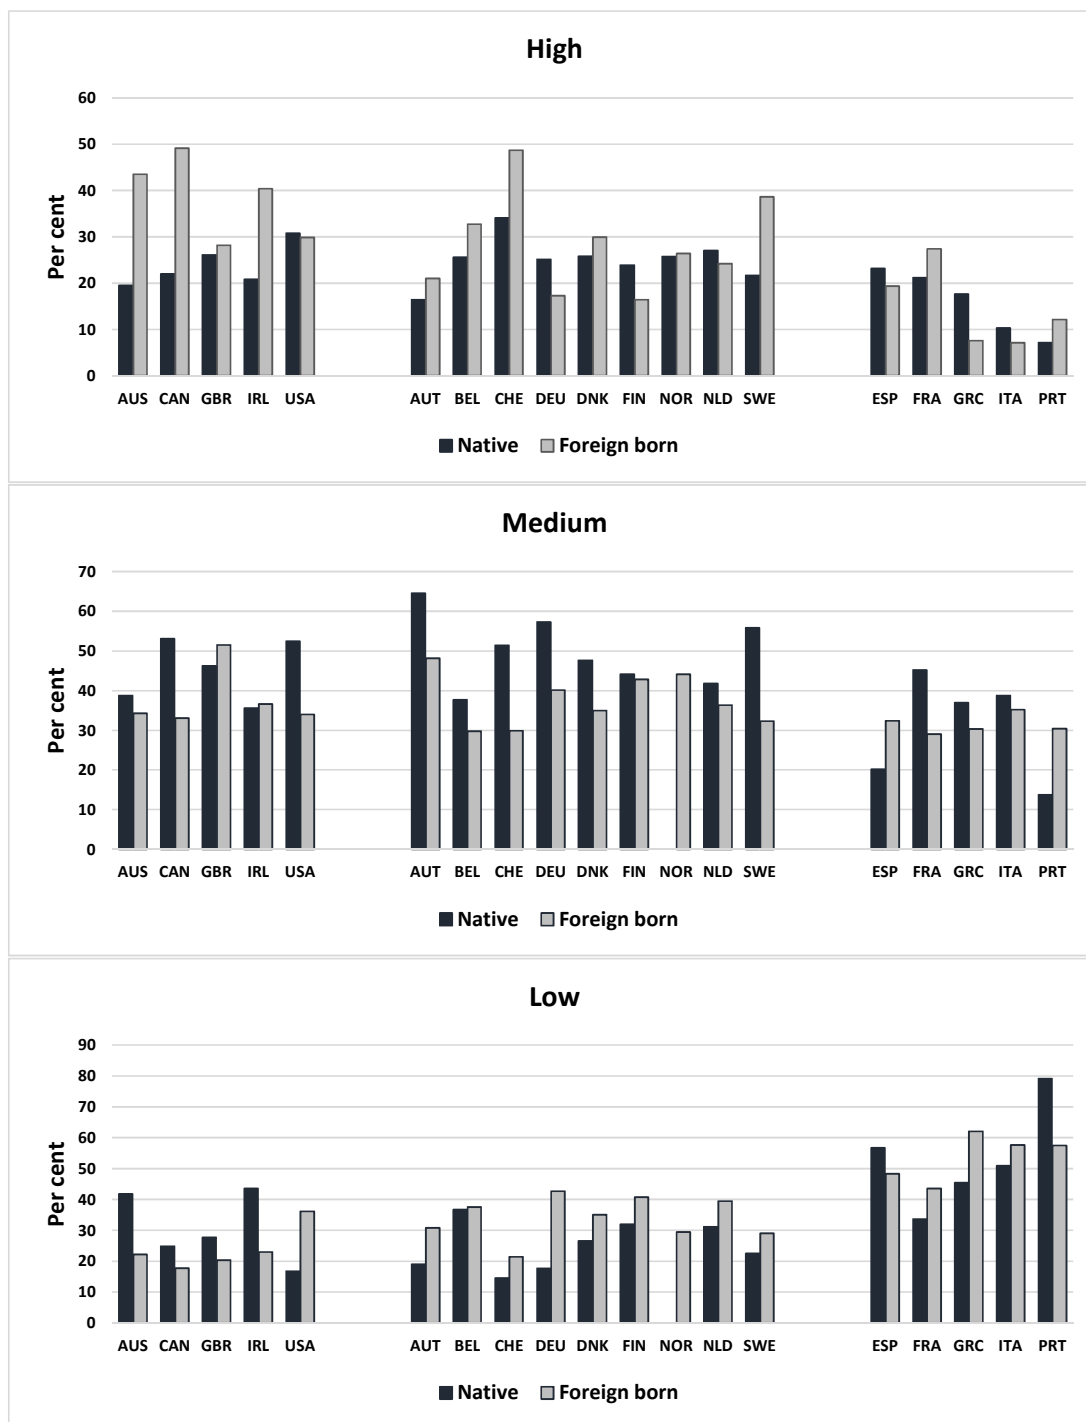 High
Per cent
60
50
40
30
20
10
0
AUS CAN GBR IRL USA AUT BEL CHE DEU DNK FIN NOR NLD SWE ESP FRA GRC ITA PRT
Native Foreign born
Medium
Per cent
70
60
50
40
30
20
10
0
AUS CAN GBR IRL USA AUT BEL CHE DEU DNK FIN NOR NLD SWE ESP FRA GRC ITA PRT
Native Foreign born
Low
Per cent
90
80
70
60
50
40
30
20
10
0
AUS CAN GBR IRL USA AUT BEL CHE DEU DNK FIN NOR NLD SWE ESP FRA GRC ITA PRT
Native Foreign born